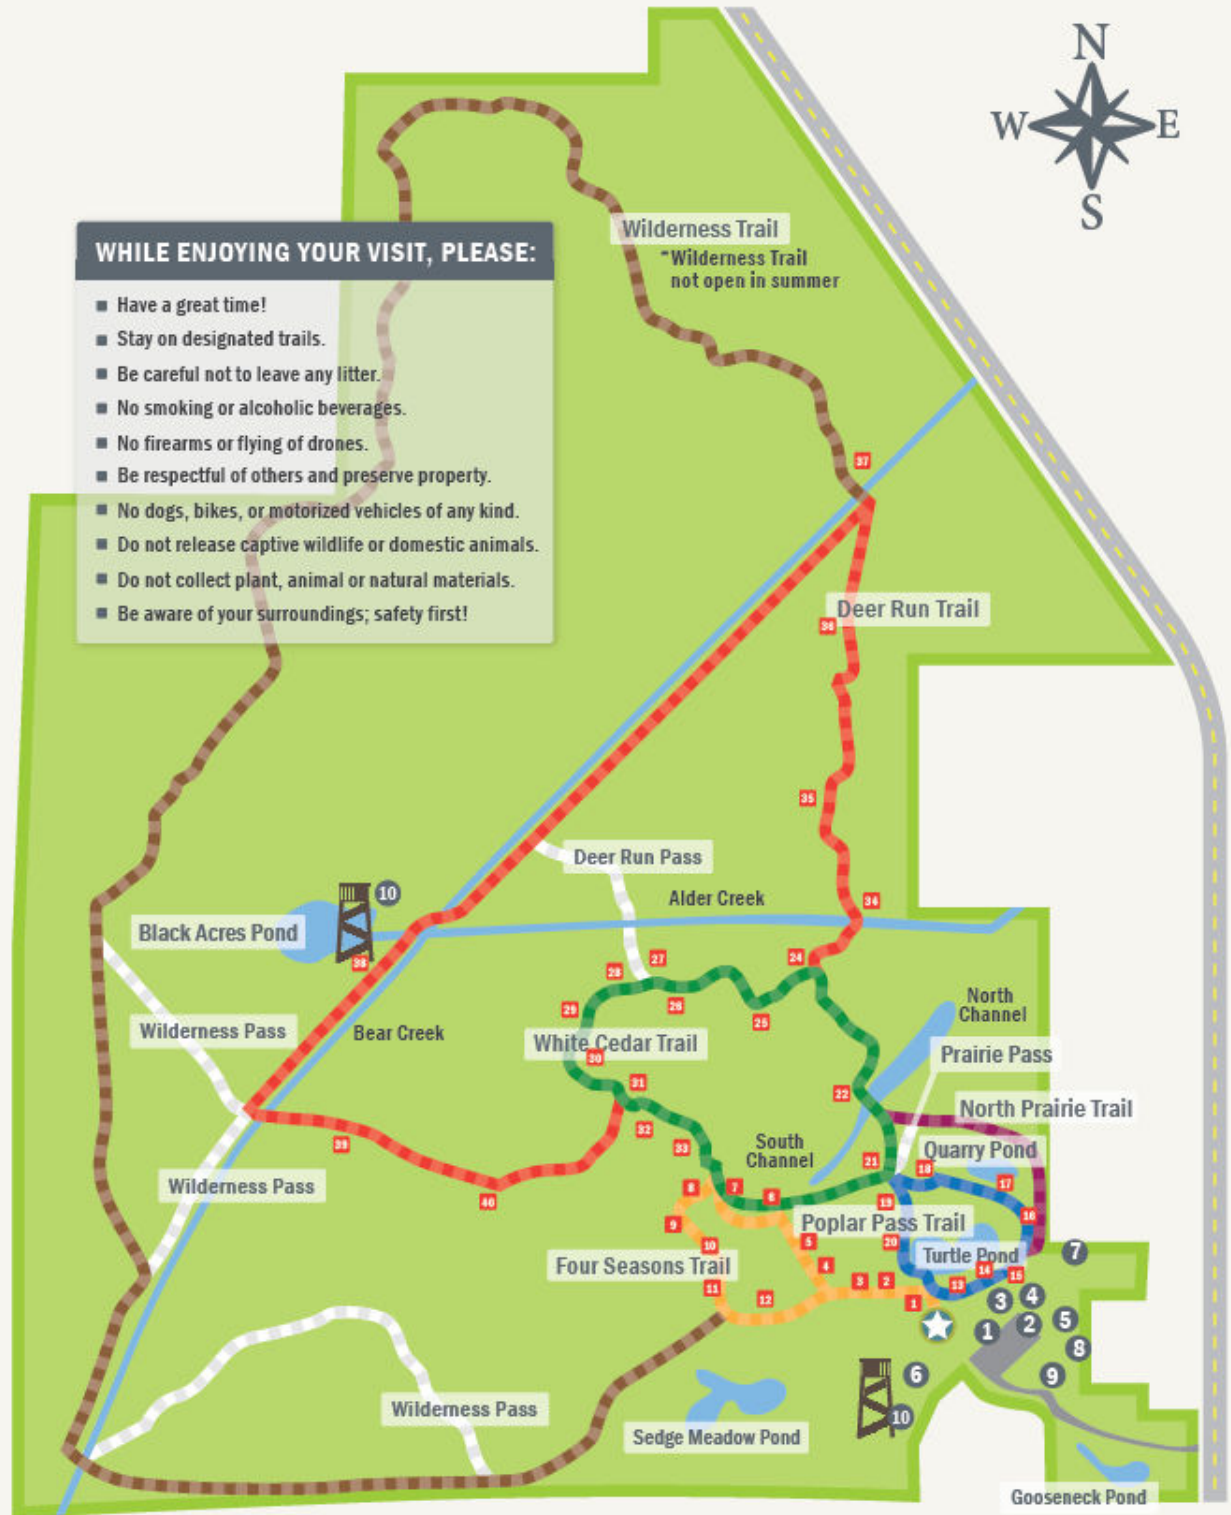 N
W
E
S
Wilderness Trail
*Wilderness Trail
not open in summer
WHILE ENJOYING YOUR VISIT, PLEASE:
Have a great time!
Stay on designated trails.
Be careful not to leave any litter.
No smoking or alcoholic beverages.
No firearms or flying of drones.
Be respectful of others and preserve property.
No dogs, bikes, or motorized vehicles of any kind.
Do not release captive wildlife or domestic animals.
Do not collect plant, animal or natural materials.
Be aware of your surroundings; safety first!
37
Deer Run Trail
36
35
Deer Run Pass
10
Alder Creek
34
Black Acres Pond
38
27
24
28
26
29
25
North
Channel
Wilderness Pass
Bear Creek
White Cedar Trail
30
Prairie Pass
31
22
North Prairie Trail
32
39
33
South
Channel
Quarry Pond
21
18
Wilderness Pass
40
8
7
6
17
19
9
16
Poplar Pass Trail
10
5
20
Turtle Pond
7
Four Seasons Trail
4
14
15
11
3
2
13
12
1
3
4
1
2
5
8
6
9
Wilderness Pass
10
Sedge Meadow Pond
Gooseneck Pond